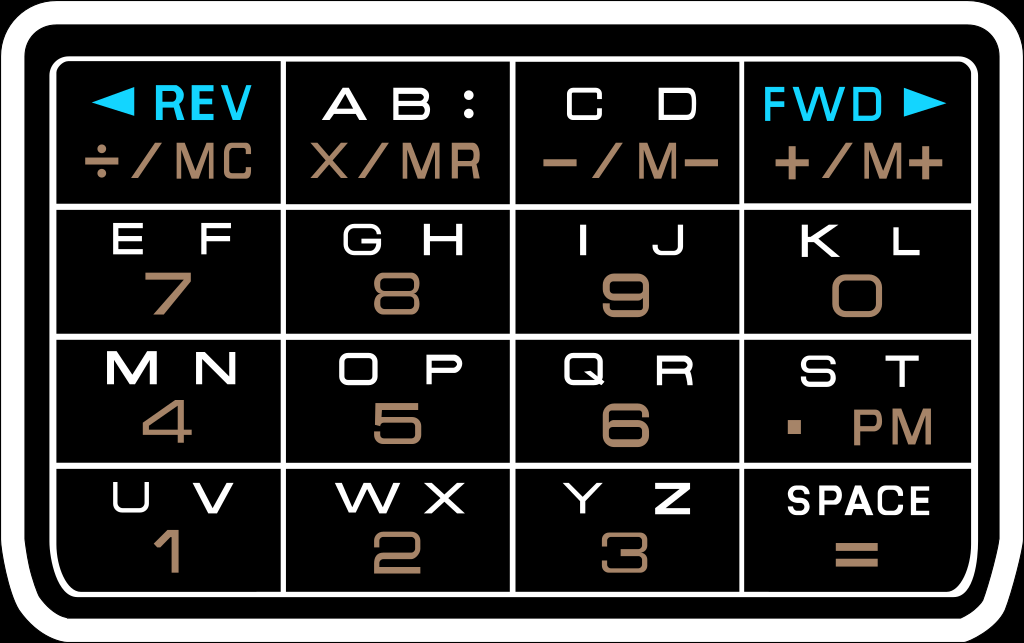 ◀ REV A B : C D FWD ▶
÷/MC X/MR −/M− +/M+
E F G H I J K L
7 8 9 0
M N O P Q R S T
4 5 6 . PM
U V W X Y Z SPACE
1 2 3 =